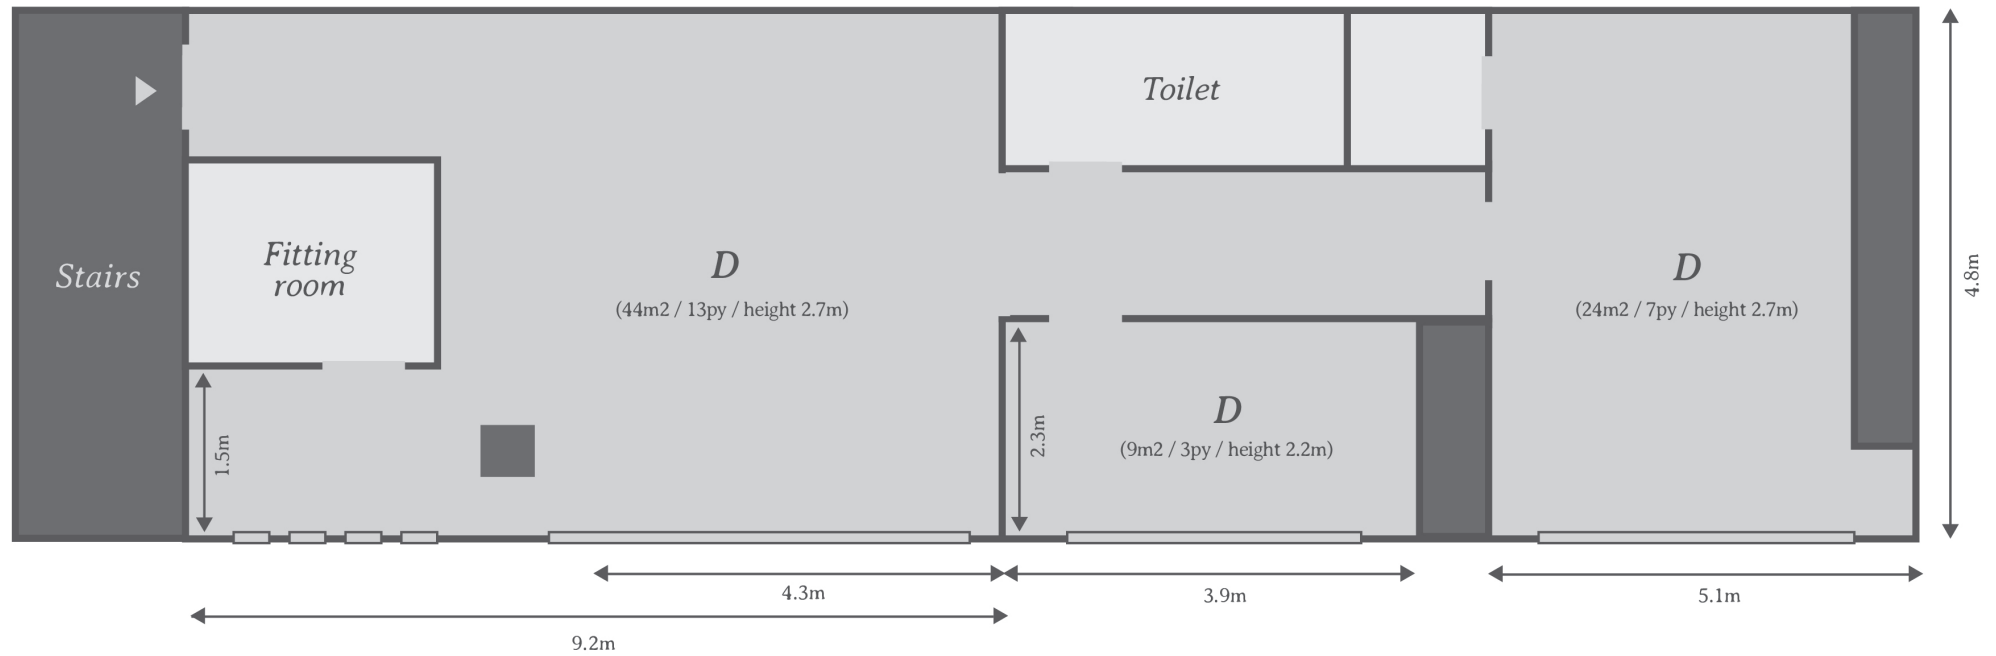 Toilet
Fitting
room
Stairs
D
(44m2 / 13py / height 2.7m)
D
(24m2 / 7py / height 2.7m)
4.8m
D
(9m2 / 3py / height 2.2m)
1.5m
2.3m
4.3m
3.9m
5.1m
9.2m